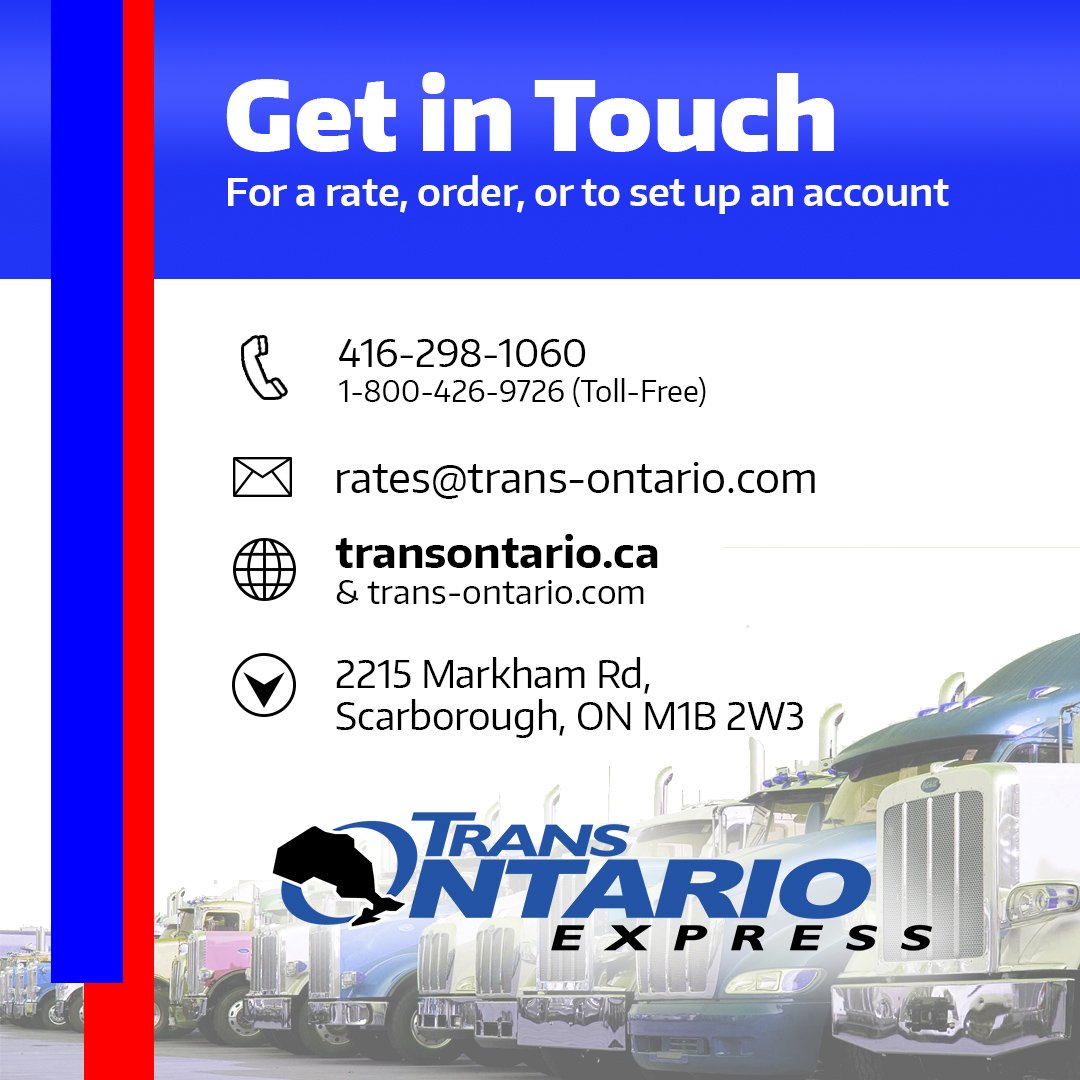 Get in Touch
For a rate, order, or to set up an account
416-298-1060
1-800-426-9726 (Toll-Free)
rates@trans-ontario.com
transontario.ca
& trans-ontario.com
2215 Markham Rd,
Scarborough, ON M1B 2W3
TRANS
ONTARIO
EXPRESS